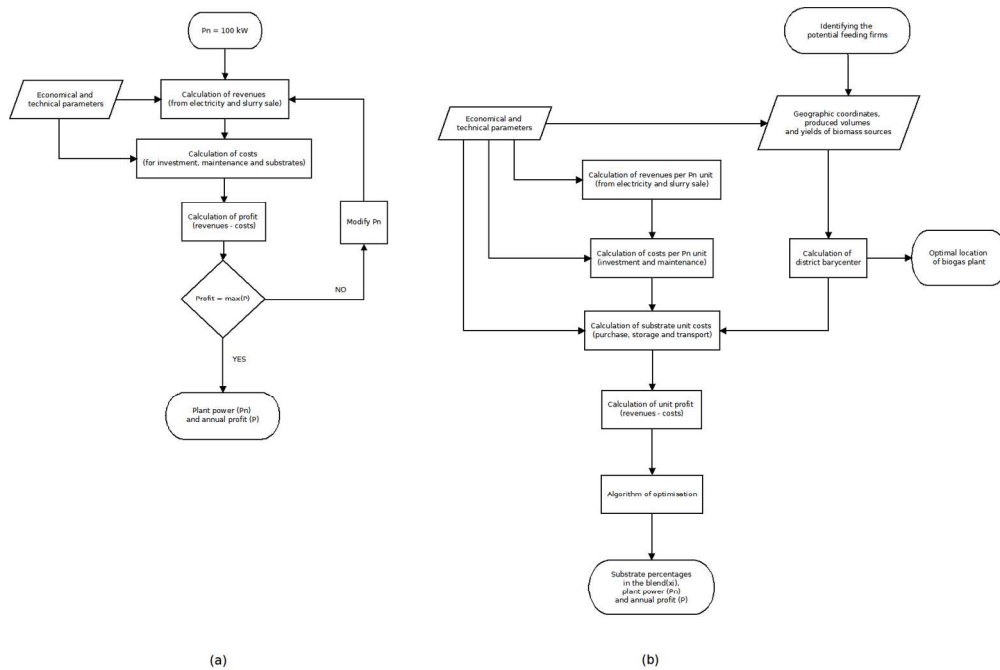 Pn = 100 kW
Economical and
technical parameters
Calculation of revenues
(from electricity and slurry sale)
Calculation of costs
(for investment, maintenance and substrates)
Calculation of profit
(revenues - costs)
Modify Pn
Profit = max(P)
NO
YES
Plant power (Pn)
and annual profit (P)
(a)
Identifying the
potential feeding firms
Economical and
technical parameters
Geographic coordinates,
produced volumes
and yields of biomass sources
Calculation of revenues per Pn unit
(from electricity and slurry sale)
Calculation of costs per Pn unit
(investment and maintenance)
Calculation of
district barycenter
Optimal location
of biogas plant
Calculation of substrate unit costs
(purchase, storage and transport)
Calculation of unit profit
(revenues - costs)
Algorithm of optimisation
Substrate percentages
in the blend(xi),
plant power (Pn)
and annual profit (P)
(b)